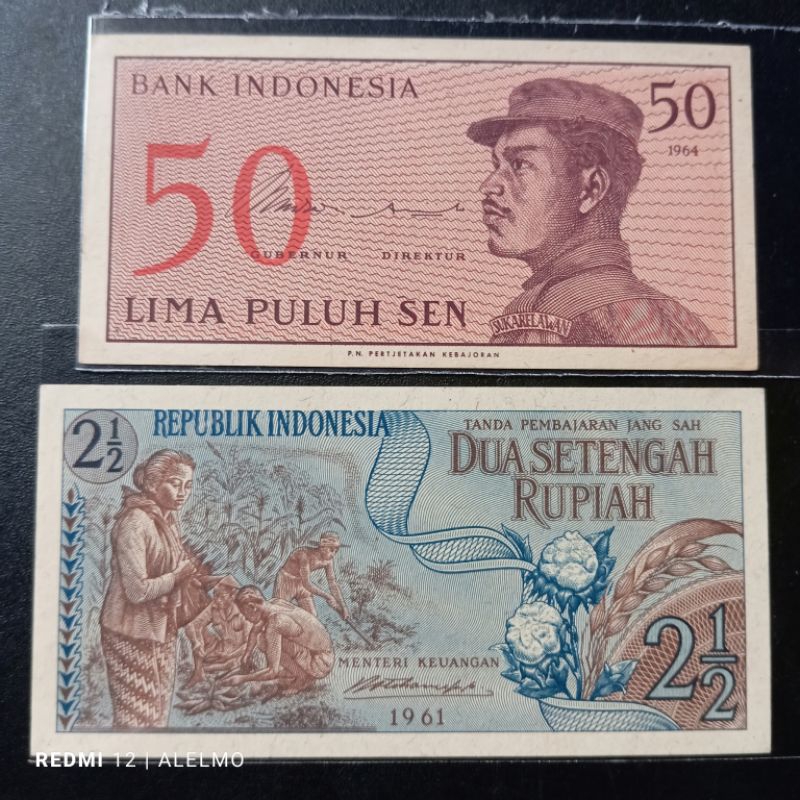 BANK INDONESIA
50
1964
50
GUBERNUR DIREKTUR
LIMA PULUH SEN
SUKARELAWAN
P.N. PERTJETAKAN KEBAJORAN
2½
REPUBLIK INDONESIA
TANDA PEMBAJARAN JANG SAH
DUA SETENGAH
RUPIAH
MENTERI KEUANGAN
1961
2½
REDMI 12 | ALELMO